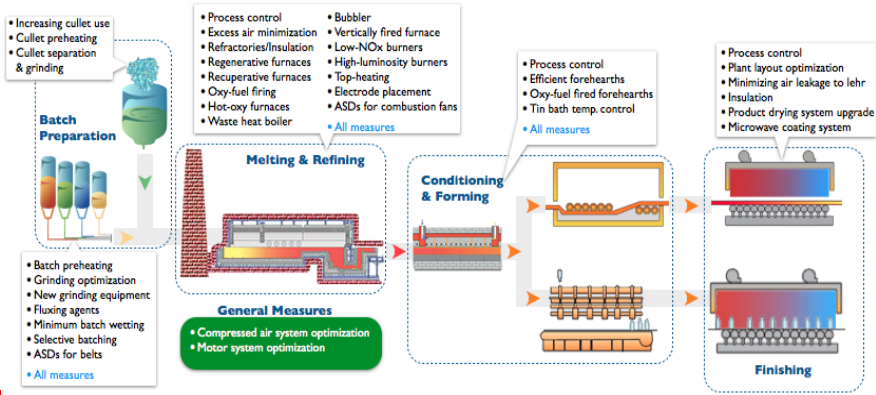 • Increasing cullet use
• Cullet preheating
• Cullet separation
& grinding
Batch
Preparation
• Batch preheating
• Grinding optimization
• New grinding equipment
• Fluxing agents
• Minimum batch wetting
• Selective batching
• ASDs for belts
• All measures
• Process control
• Excess air minimization
• Refractories/Insulation
• Regenerative furnaces
• Recuperative furnaces
• Oxy-fuel firing
• Hot-oxy furnaces
• Waste heat boiler
• Bubbler
• Vertically fired furnace
• Low-NOx burners
• High-luminosity burners
• Top-heating
• Electrode placement
• ASDs for combustion fans
• All measures
Melting & Refining
General Measures
• Compressed air system optimization
• Motor system optimization
• Process control
• Efficient forehearths
• Oxy-fuel fired forehearths
• Tin bath temp. control
• All measures
Conditioning
& Forming
• Process control
• Plant layout optimization
• Minimizing air leakage to lehr
• Insulation
• Product drying system upgrade
• Microwave coating system
Finishing